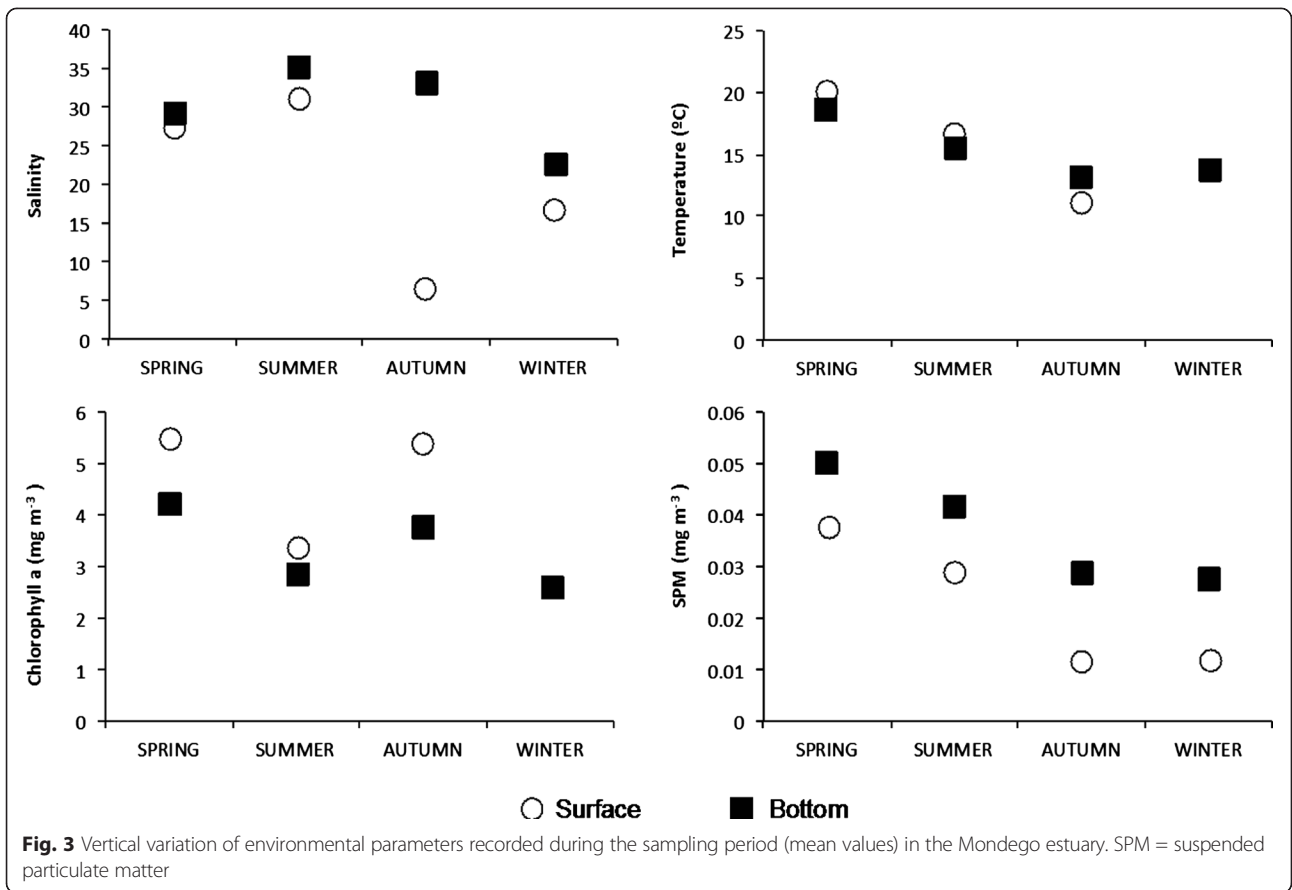 Salinity
40
35
30
25
20
15
10
5
0
SPRING SUMMER AUTUMN WINTER
Temperature (ºC)
25
20
15
10
5
0
SPRING SUMMER AUTUMN WINTER
Chlorophyll a (mg m⁻³)
6
5
4
3
2
1
0
SPRING SUMMER AUTUMN WINTER
SPM (mg m⁻³)
0.06
0.05
0.04
0.03
0.02
0.01
0
SPRING SUMMER AUTUMN WINTER
Surface Bottom
Fig. 3 Vertical variation of environmental parameters recorded during the sampling period (mean values) in the Mondego estuary. SPM = suspended
particulate matter